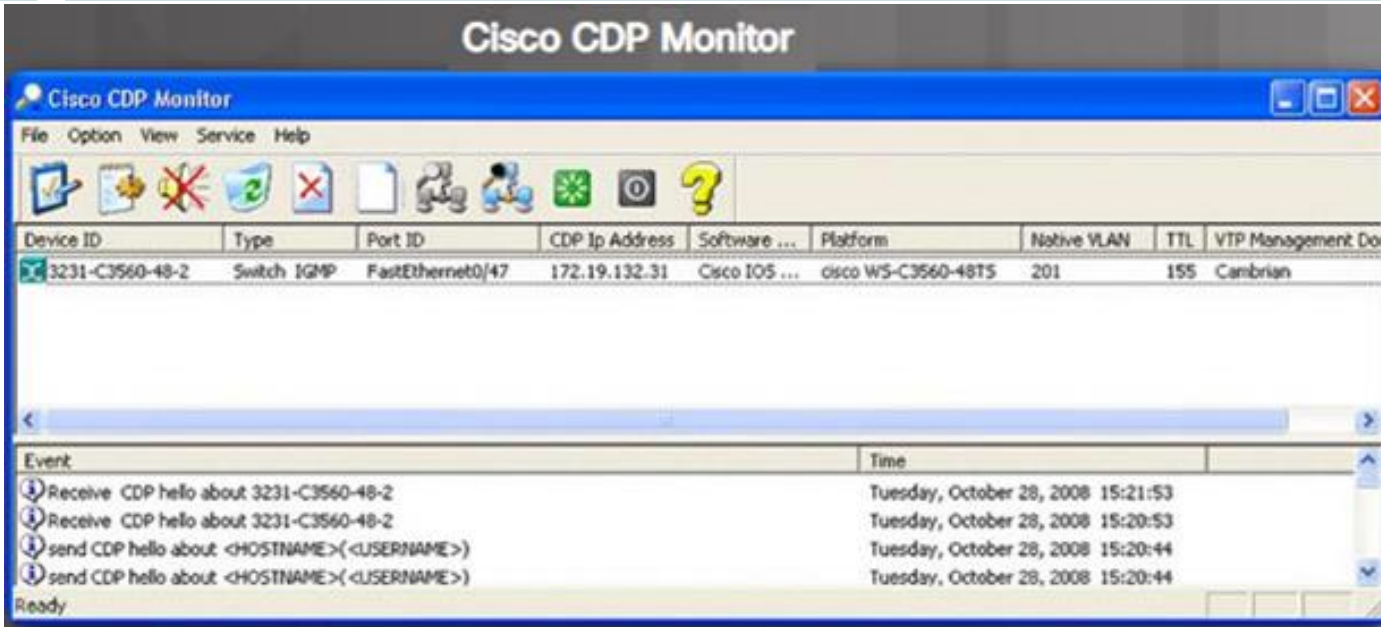 Cisco CDP Monitor
Cisco CDP Monitor
File Option View Service Help
Device ID Type Port ID CDP Ip Address Software ... Platform Native VLAN TTL VTP Management Do
3231-C3560-48-2 Switch IGMP FastEthernet0/47 172.19.132.31 Cisco IOS ... cisco WS-C3560-48TS 201 155 Cambrian
Event Time
Receive CDP hello about 3231-C3560-48-2 Tuesday, October 28, 2008 15:21:53
Receive CDP hello about 3231-C3560-48-2 Tuesday, October 28, 2008 15:20:53
send CDP hello about <HOSTNAME>(<USERNAME>) Tuesday, October 28, 2008 15:20:44
send CDP hello about <HOSTNAME>(<USERNAME>) Tuesday, October 28, 2008 15:20:44
Ready